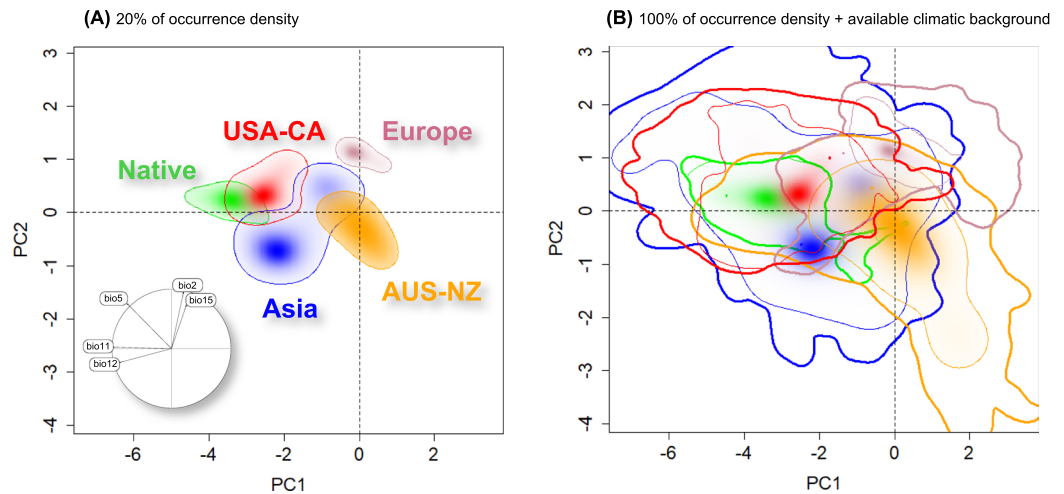 (A) 20% of occurrence density
(B) 100% of occurrence density + available climatic background
3
2
1
0
-1
-2
-3
-4
PC2
USA-CA
Europe
Native
AUS-NZ
Asia
bio2
bio5
bio15
bio11
bio12
-6
-4
-2
0
2
PC1
3
2
1
0
-1
-2
-3
-4
PC2
-6
-4
-2
0
2
PC1